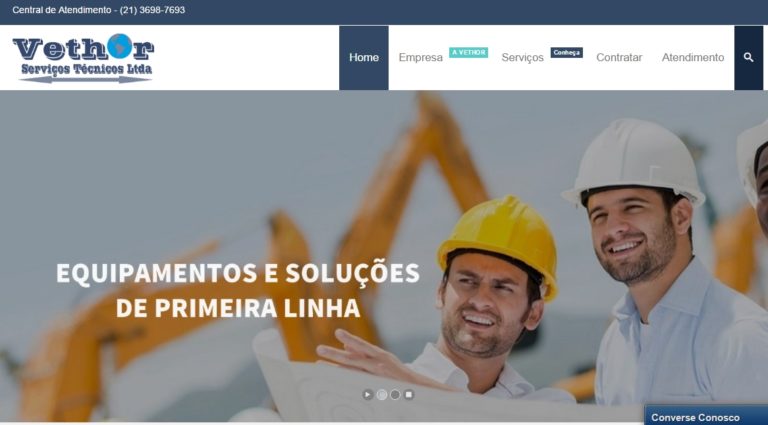 Central de Atendimento - (21) 3698-7693
Vethor
Serviços Técnicos Ltda
Home
Empresa
A VETHOR
Serviços
Conheça
Contratar
Atendimento
EQUIPAMENTOS E SOLUÇÕES
DE PRIMEIRA LINHA
Converse Conosco